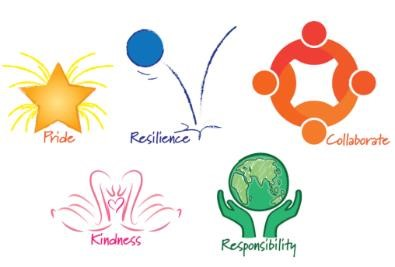 Pride
Resilience
Collaborate
Kindness
Responsibility